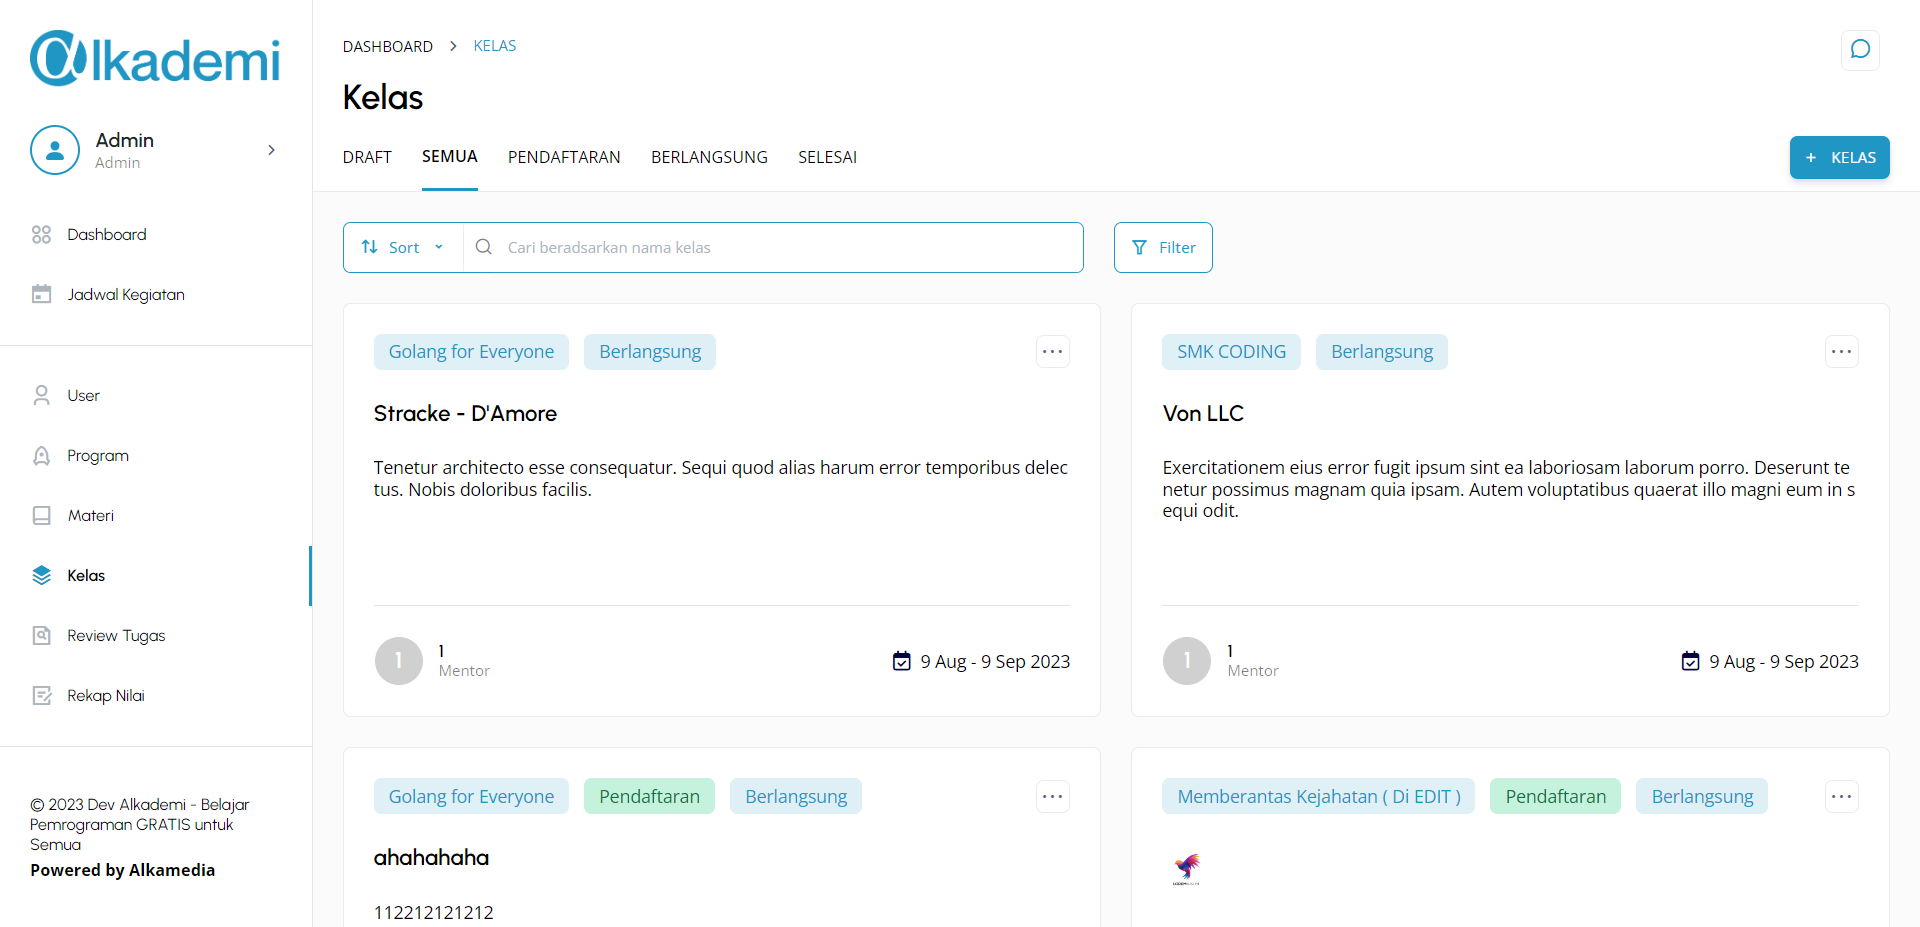 @lkademi
Admin
Admin
Dashboard
Jadwal Kegiatan
User
Program
Materi
Kelas
Review Tugas
Rekap Nilai
© 2023 Dev Alkademi - Belajar
Pemrograman GRATIS untuk
Semua
Powered by Alkamedia
DASHBOARD > KELAS
Kelas
DRAFT SEMUA PENDAFTARAN BERLANGSUNG SELESAI
+ KELAS
Sort Cari beradsarkan nama kelas Filter
Golang for Everyone Berlangsung ...
Stracke - D'Amore
Tenetur architecto esse consequatur. Sequi quod alias harum error temporibus delec
tus. Nobis doloribus facilis.
1
1
Mentor
9 Aug - 9 Sep 2023
SMK CODING Berlangsung ...
Von LLC
Exercitationem eius error fugit ipsum sint ea laboriosam laborum porro. Deserunt te
netur possimus magnam quia ipsam. Autem voluptatibus quaerat illo magni eum in s
equi odit.
1
1
Mentor
9 Aug - 9 Sep 2023
Golang for Everyone Pendaftaran Berlangsung ...
ahahahaha
112212121212
Memberantas Kejahatan ( Di EDIT ) Pendaftaran Berlangsung ...